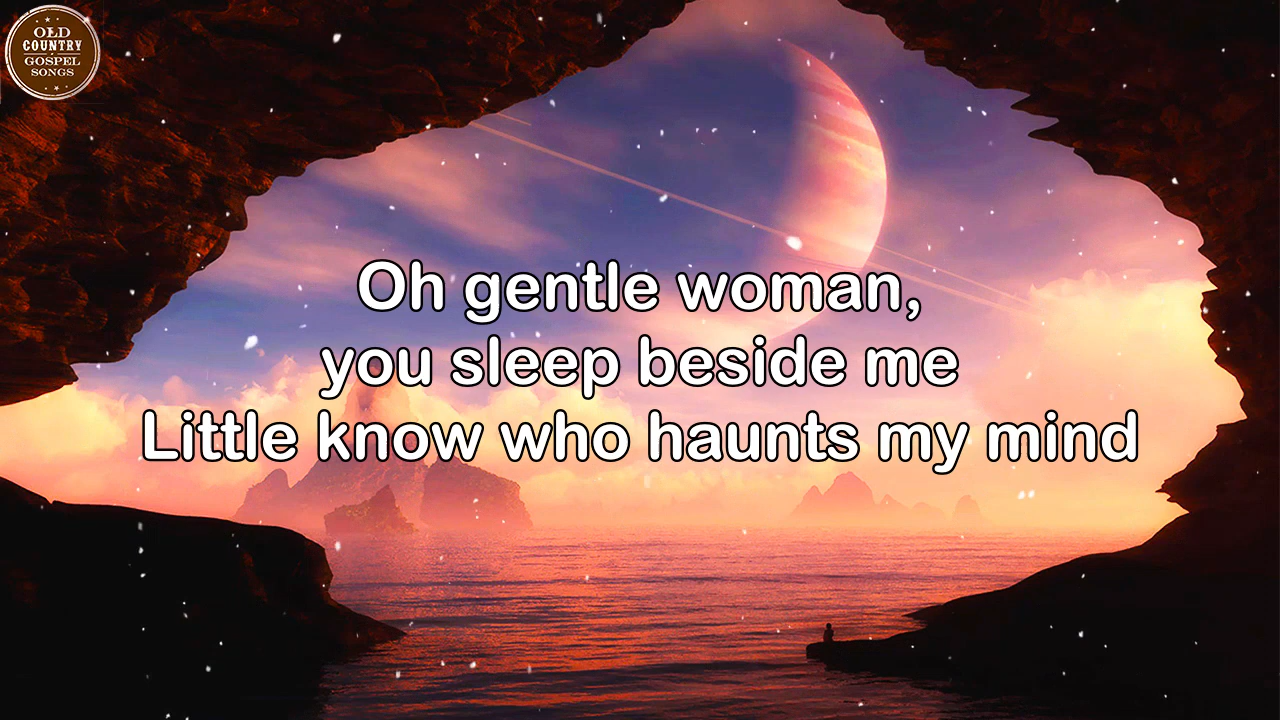 OLD
COUNTRY
GOSPEL
SONGS
Oh gentle woman,
you sleep beside me
Little know who haunts my mind